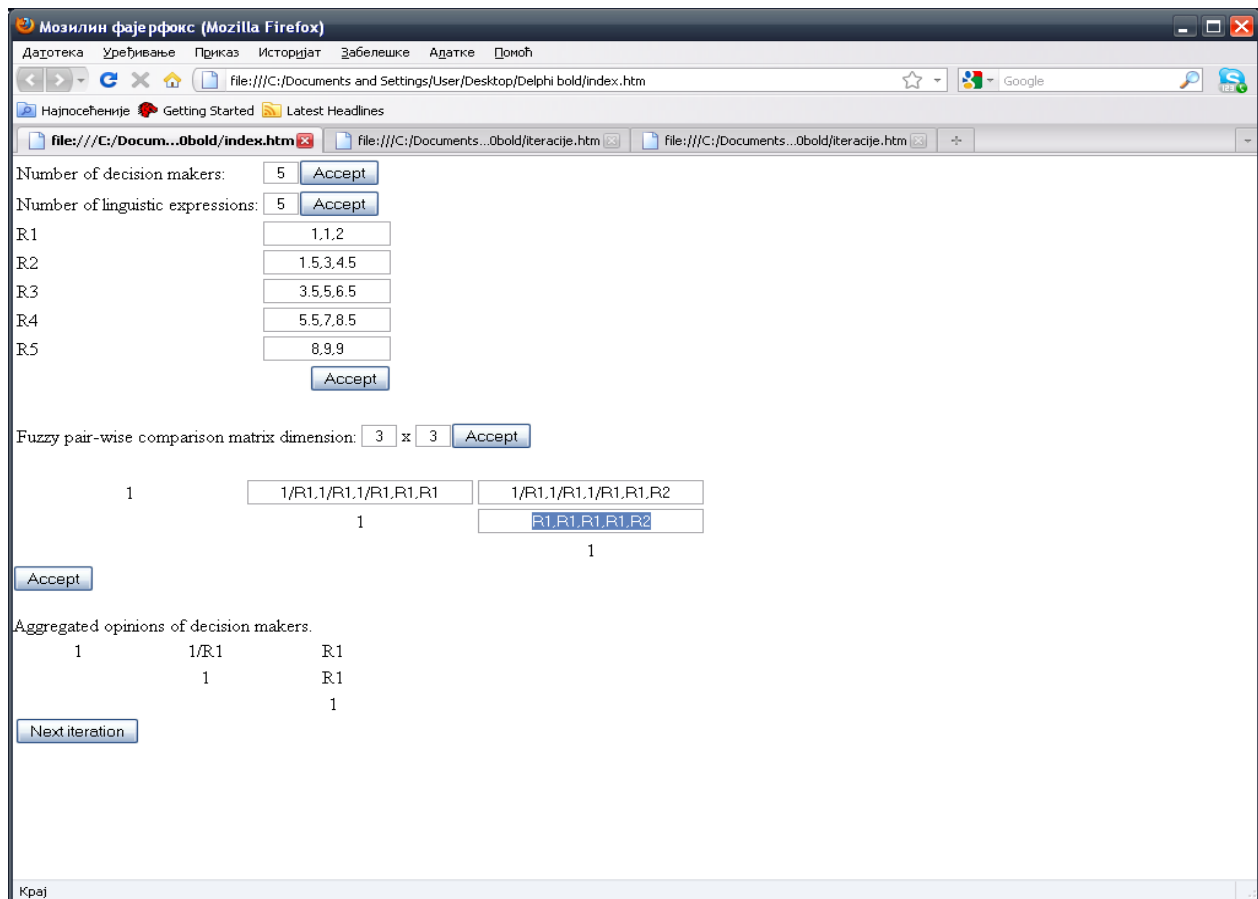 Мозилин фајерфокс (Mozilla Firefox)
Датотека Уређивање Приказ Историјат Забелешке Алатке Помоћ
file:///C:/Documents and Settings/User/Desktop/Delphi bold/index.htm Google
Најпосећеније Getting Started Latest Headlines
file:///C:/Docum...0bold/index.htm file:///C:/Documents...0bold/iteracije.htm file:///C:/Documents...0bold/iteracije.htm
Number of decision makers: 5 Accept
Number of linguistic expressions: 5 Accept
R1 1,1,2
R2 1.5,3,4.5
R3 3.5,5,6.5
R4 5.5,7,8.5
R5 8,9,9
Accept
Fuzzy pair-wise comparison matrix dimension: 3 x 3 Accept
1 1/R1,1/R1,1/R1,R1,R1 1/R1,1/R1,1/R1,R1,R2
1 R1,R1,R1,R1,R2
1
Accept
Aggregated opinions of decision makers.
1 1/R1 R1
1 R1
1
Next iteration
Крај